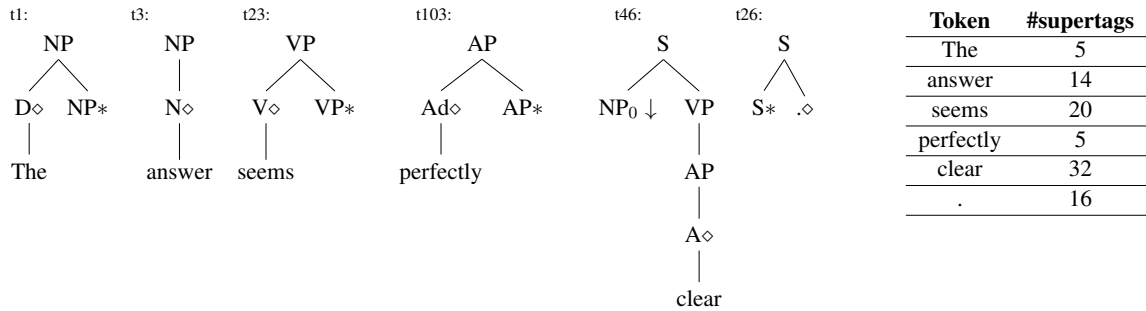 t1: t3: t23: t103: t46: t26:
NP NP VP AP S S
D◇ NP* N◇ V◇ VP* Ad◇ AP* NP₀ ↓ VP S* .◇
The answer seems perfectly AP
A◇
clear
Token #supertags
The 5
answer 14
seems 20
perfectly 5
clear 32
. 16